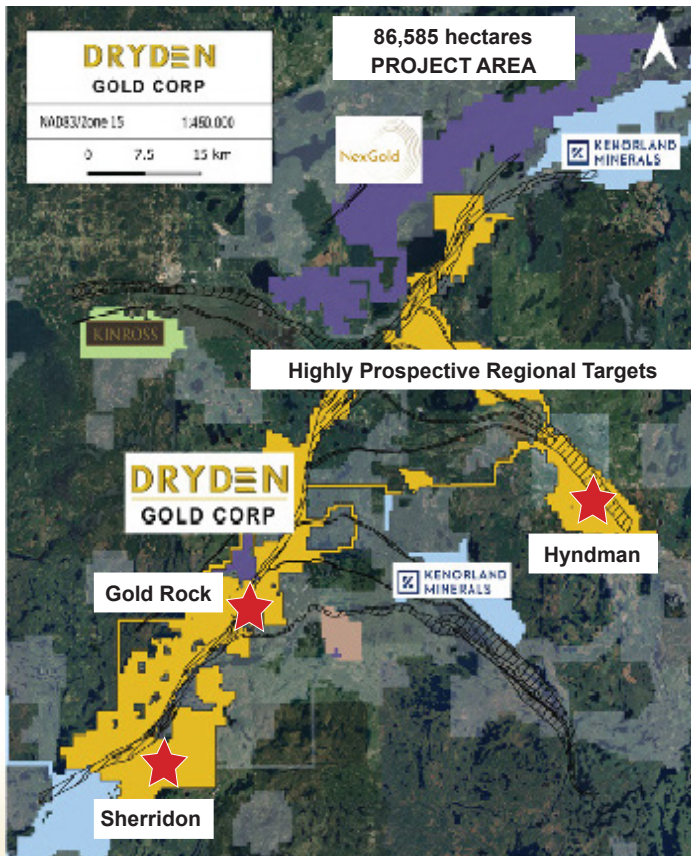 DRYDEN
GOLD CORP
NAD83/Zone 15 1:450,000
0 7.5 15 km
86,585 hectares
PROJECT AREA
NexGold
KENORLAND
MINERALS
KINROSS
Highly Prospective Regional Targets
DRYDEN
GOLD CORP
Hyndman
KENORLAND
MINERALS
Gold Rock
Sherridon